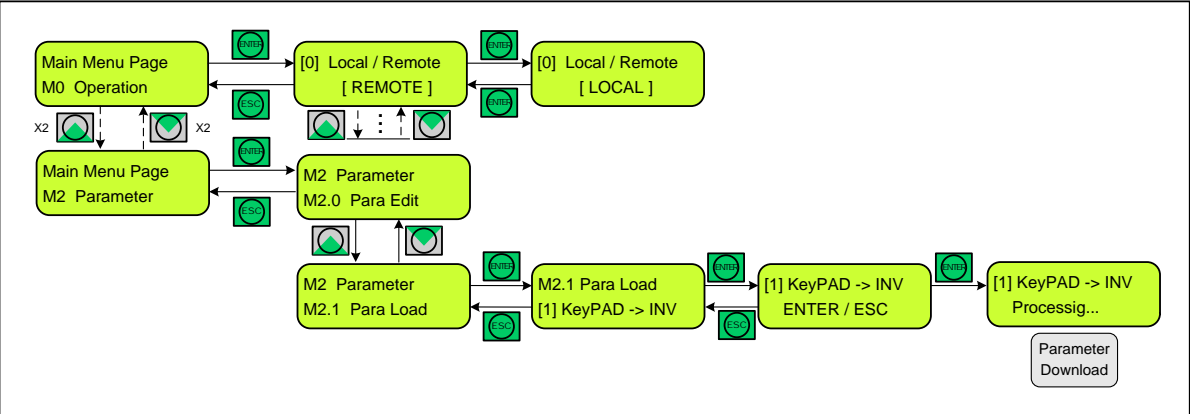 ENTER
ENTER
Main Menu Page
M0 Operation
[0] Local / Remote
[ REMOTE ]
[0] Local / Remote
[ LOCAL ]
ESC
ENTER
X2
X2
ENTER
Main Menu Page
M2 Parameter
M2 Parameter
M2.0 Para Edit
ESC
ENTER
ENTER
ENTER
M2 Parameter
M2.1 Para Load
M2.1 Para Load
[1] KeyPAD -> INV
[1] KeyPAD -> INV
ENTER / ESC
[1] KeyPAD -> INV
Processig...
ESC
ESC
Parameter
Download